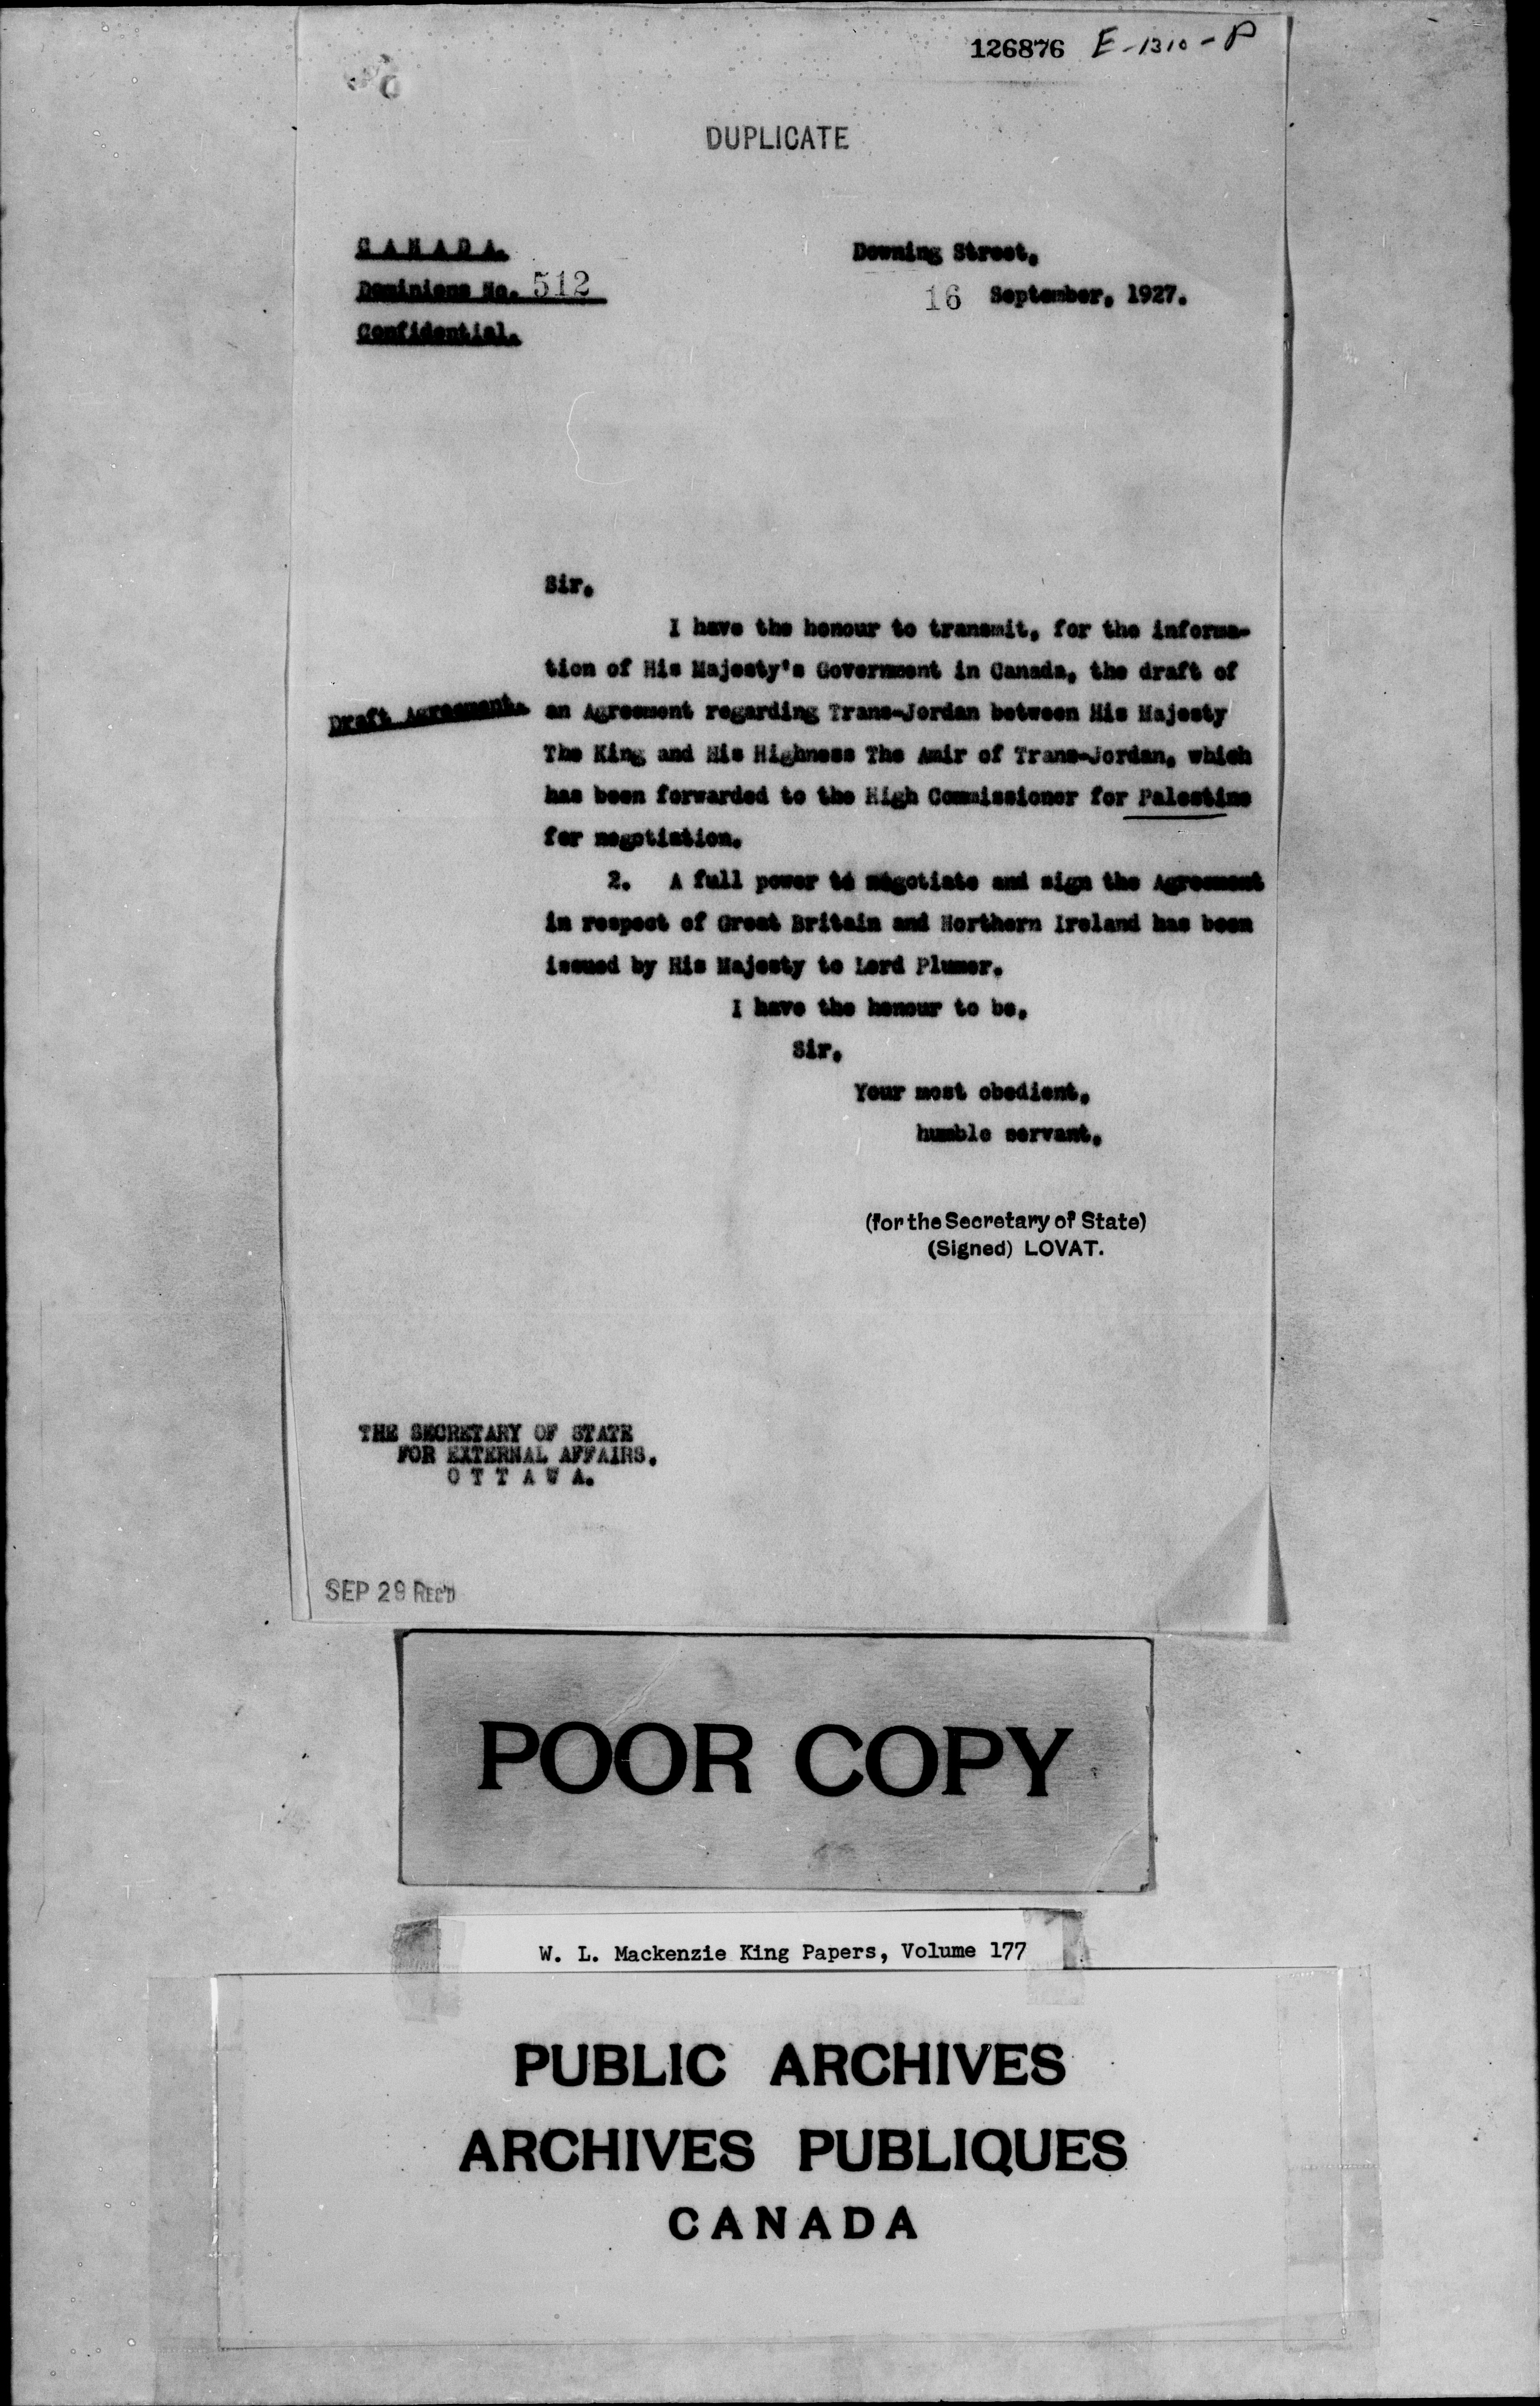 126876 E-1310-P
DUPLICATE
CANADA.
Dominions No. 512
Confidential.
Downing Street,
16 September, 1927.
Sir,
I have the honour to transmit, for the informa-
tion of His Majesty's Government in Canada, the draft of
Draft Agreement. an Agreement regarding Trans-Jordan between His Majesty
The King and His Highness The Amir of Trans-Jordan, which
has been forwarded to the High Commissioner for Palestine
for negotiation.
2. A full power to negotiate and sign the Agreement
in respect of Great Britain and Northern Ireland has been
issued by His Majesty to Lord Plumer.
I have the honour to be,
Sir,
Your most obedient,
humble servant,
(for the Secretary of State)
(Signed) LOVAT.
THE SECRETARY OF STATE
FOR EXTERNAL AFFAIRS.
OTTAWA.
SEP 29 REC'D
POOR COPY
W. L. Mackenzie King Papers, Volume 177
PUBLIC ARCHIVES
ARCHIVES PUBLIQUES
CANADA